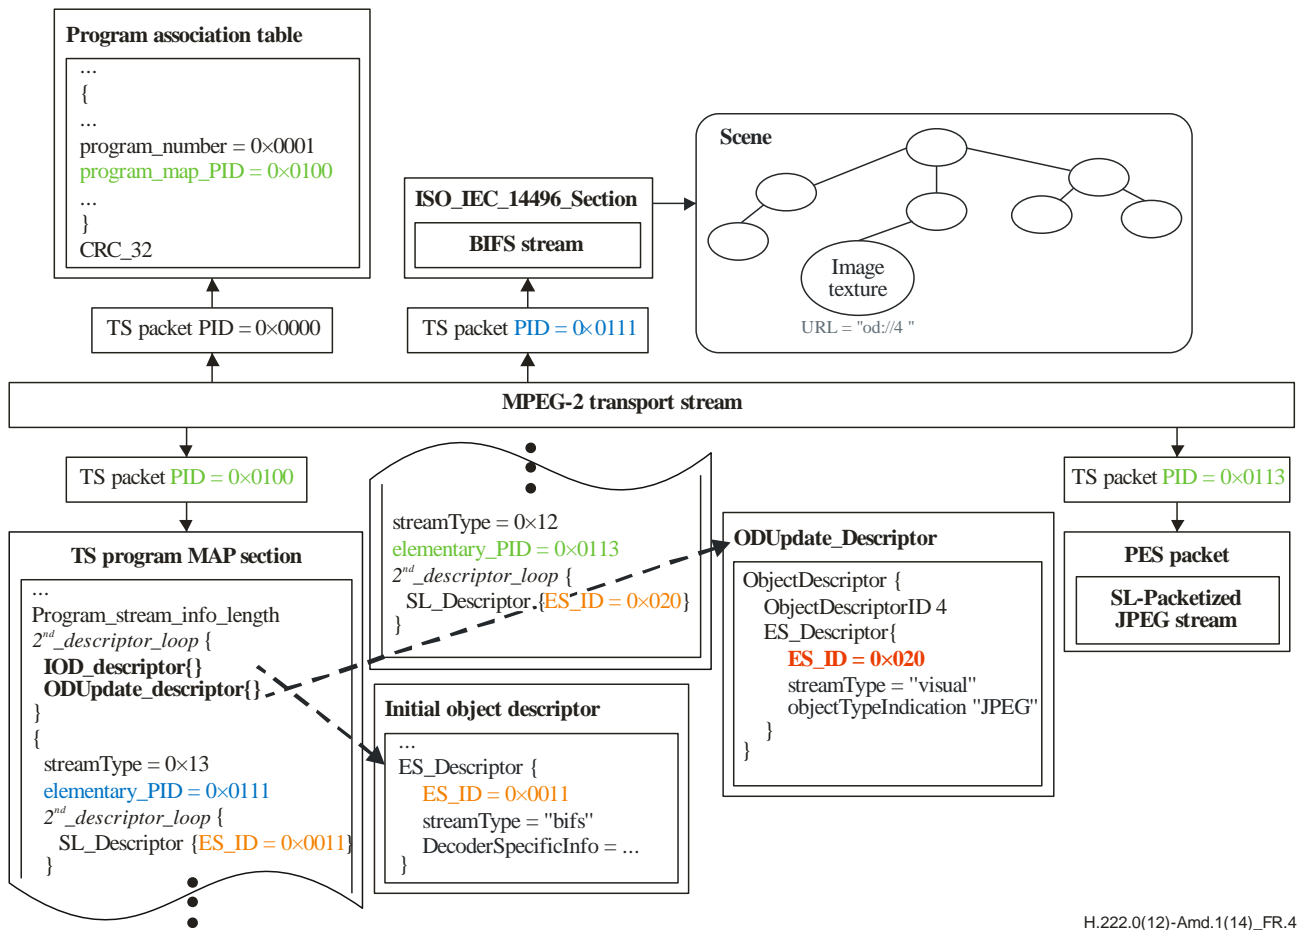 Program association table
...
{
...
program_number = 0×0001
program_map_PID = 0×0100
...
}
CRC_32
TS packet PID = 0×0000
ISO_IEC_14496_Section
BIFS stream
TS packet PID = 0×0111
Scene
Image
texture
URL = "od://4 "
MPEG-2 transport stream
TS packet PID = 0×0100
TS program MAP section
...
Program_stream_info_length
2nd_descriptor_loop {
IOD_descriptor{}
ODUpdate_descriptor{}
}
{
streamType = 0×13
elementary_PID = 0×0111
2nd_descriptor_loop {
SL_Descriptor {ES_ID = 0×0011}
}
streamType = 0×12
elementary_PID = 0×0113
2nd_descriptor_loop {
SL_Descriptor {ES_ID = 0×020}
}
Initial object descriptor
...
ES_Descriptor {
ES_ID = 0×0011
streamType = "bifs"
DecoderSpecificInfo = ...
}
ODUpdate_Descriptor
ObjectDescriptor {
ObjectDescriptorID 4
ES_Descriptor{
ES_ID = 0×020
streamType = "visual"
objectTypeIndication "JPEG"
}
}
TS packet PID = 0×0113
PES packet
SL-Packetized
JPEG stream
H.222.0(12)-Amd.1(14)_FR.4